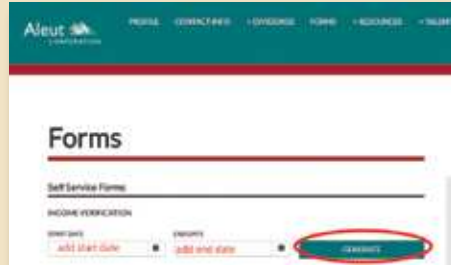 Aleut
CORPORATION
PROFILE CONTACT INFO + DIVIDENDS FORMS + RESOURCES + TALENT
Forms
Self Service Forms
INCOME VERIFICATION
START DATE END DATE
add start date add end date GENERATE